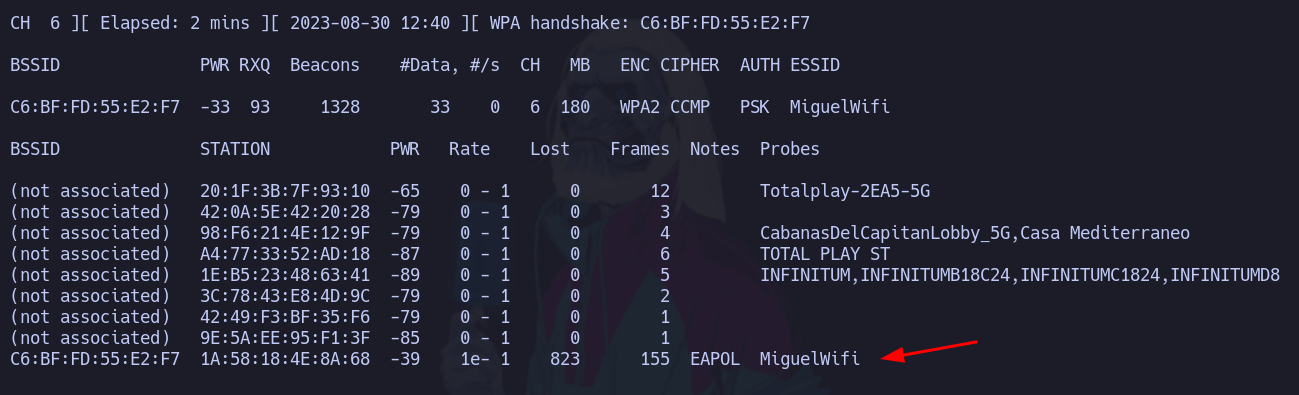 CH  6 ][ Elapsed: 2 mins ][ 2023-08-30 12:40 ][ WPA handshake: C6:BF:FD:55:E2:F7
BSSID              PWR RXQ  Beacons    #Data, #/s  CH   MB   ENC CIPHER  AUTH ESSID
C6:BF:FD:55:E2:F7  -33  93     1328       33    0   6  180   WPA2 CCMP   PSK  MiguelWifi
BSSID              STATION            PWR   Rate    Lost    Frames  Notes  Probes
(not associated)   20:1F:3B:7F:93:10  -65    0 - 1      0       12         Totalplay-2EA5-5G
(not associated)   42:0A:5E:42:20:28  -79    0 - 1      0        3
(not associated)   98:F6:21:4E:12:9F  -79    0 - 1      0        4         CabanasDelCapitanLobby_5G,Casa Mediterraneo
(not associated)   A4:77:33:52:AD:18  -87    0 - 1      0        6         TOTAL PLAY ST
(not associated)   1E:B5:23:48:63:41  -89    0 - 1      0        5         INFINITUM,INFINITUMB18C24,INFINITUMC1824,INFINITUMD8
(not associated)   3C:78:43:E8:4D:9C  -79    0 - 1      0        2
(not associated)   42:49:F3:BF:35:F6  -79    0 - 1      0        1
(not associated)   9E:5A:EE:95:F1:3F  -85    0 - 1      0        1
C6:BF:FD:55:E2:F7  1A:58:18:4E:8A:68  -39    1e- 1    823      155  EAPOL  MiguelWifi